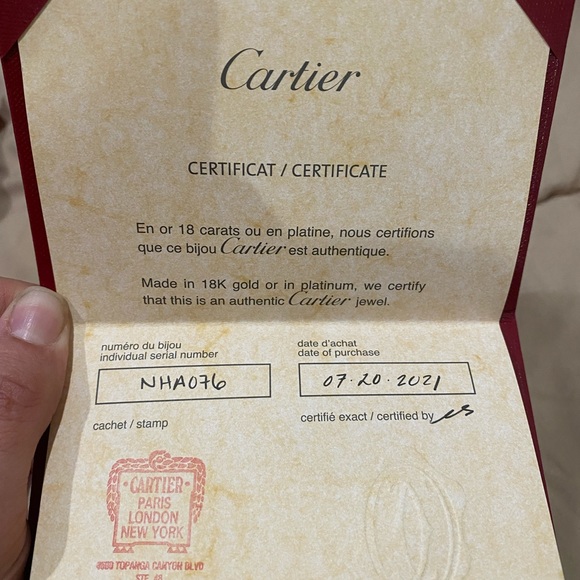 Cartier
CERTIFICAT / CERTIFICATE
En or 18 carats ou en platine, nous certifions
que ce bijou Cartier est authentique.
Made in 18K gold or in platinum, we certify
that this is an authentic Cartier jewel.
numéro du bijou
individual serial number
NHA076
date d'achat
date of purchase
07·20·2021
cachet / stamp
certifié exact / certified by
·CARTIER·
PARIS
LONDON
NEW YORK
TOPANGA CANYON BLVD